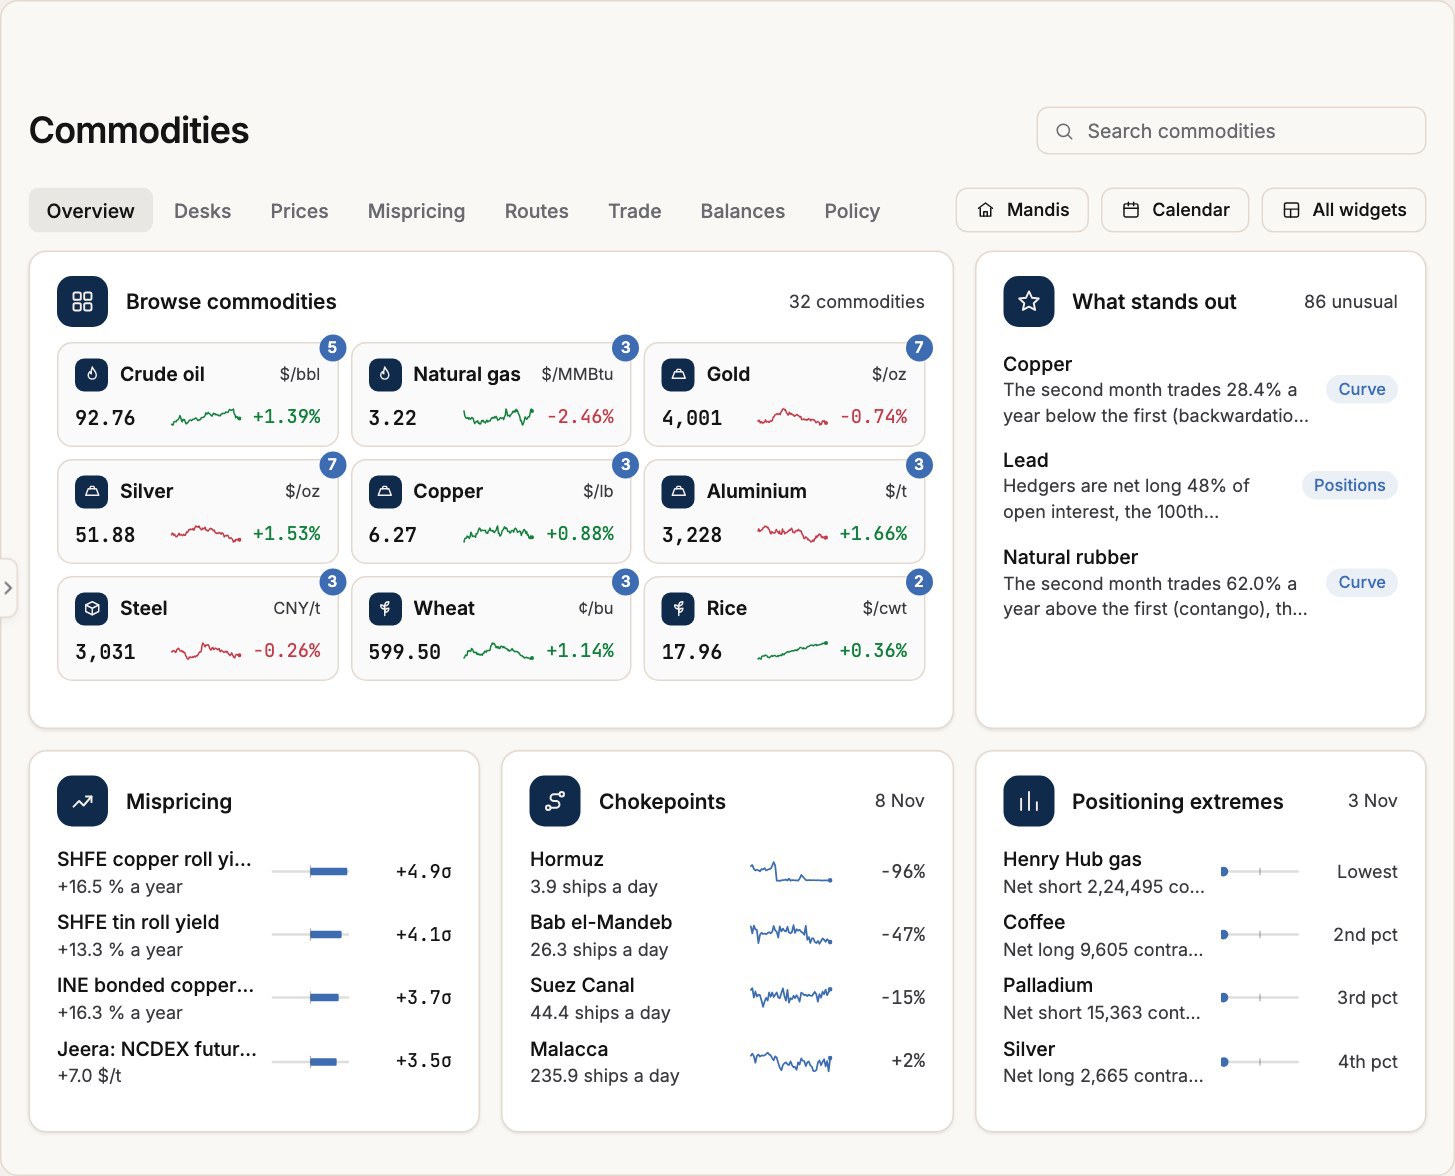 Commodities
Search commodities
Overview Desks Prices Mispricing Routes Trade Balances Policy Mandis Calendar All widgets
Browse commodities 32 commodities
5 3 7
Crude oil $/bbl Natural gas $/MMBtu Gold $/oz
92.76 +1.39% 3.22 -2.46% 4,001 -0.74%
7 3 3
Silver $/oz Copper $/lb Aluminium $/t
51.88 +1.53% 6.27 +0.88% 3,228 +1.66%
3 3 2
Steel CNY/t Wheat ¢/bu Rice $/cwt
3,031 -0.26% 599.50 +1.14% 17.96 +0.36%
What stands out 86 unusual
Copper
The second month trades 28.4% a
year below the first (backwardatio...
Curve
Lead
Hedgers are net long 48% of
open interest, the 100th...
Positions
Natural rubber
The second month trades 62.0% a
year above the first (contango), th...
Curve
Mispricing
SHFE copper roll yi... +4.9σ
+16.5 % a year
SHFE tin roll yield +4.1σ
+13.3 % a year
INE bonded copper... +3.7σ
+16.3 % a year
Jeera: NCDEX futur... +3.5σ
+7.0 $/t
Chokepoints 8 Nov
Hormuz -96%
3.9 ships a day
Bab el-Mandeb -47%
26.3 ships a day
Suez Canal -15%
44.4 ships a day
Malacca +2%
235.9 ships a day
Positioning extremes 3 Nov
Henry Hub gas Lowest
Net short 2,24,495 co...
Coffee 2nd pct
Net long 9,605 contra...
Palladium 3rd pct
Net short 15,363 cont...
Silver 4th pct
Net long 2,665 contra...